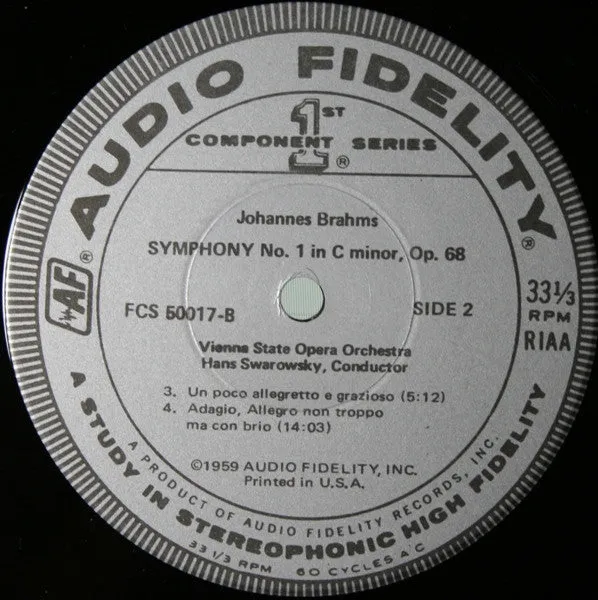 AUDIO FIDELITY®
1ST
COMPONENT SERIES
®
Johannes Brahms
SYMPHONY No. 1 in C minor, Op. 68
AF®
FCS 50017-B
SIDE 2
33 1/3
RPM
RIAA
Vienna State Opera Orchestra
Hans Swarowsky, Conductor
3. Un poco allegretto e grazioso (5:12)
4. Adagio, Allegro non troppo
ma con brio (14:03)
©1959 AUDIO FIDELITY, INC.
Printed in U.S.A.
A PRODUCT OF AUDIO FIDELITY RECORDS, INC.
A STUDY IN STEREOPHONIC HIGH FIDELITY
33 1/3 RPM 60 CYCLES A'C